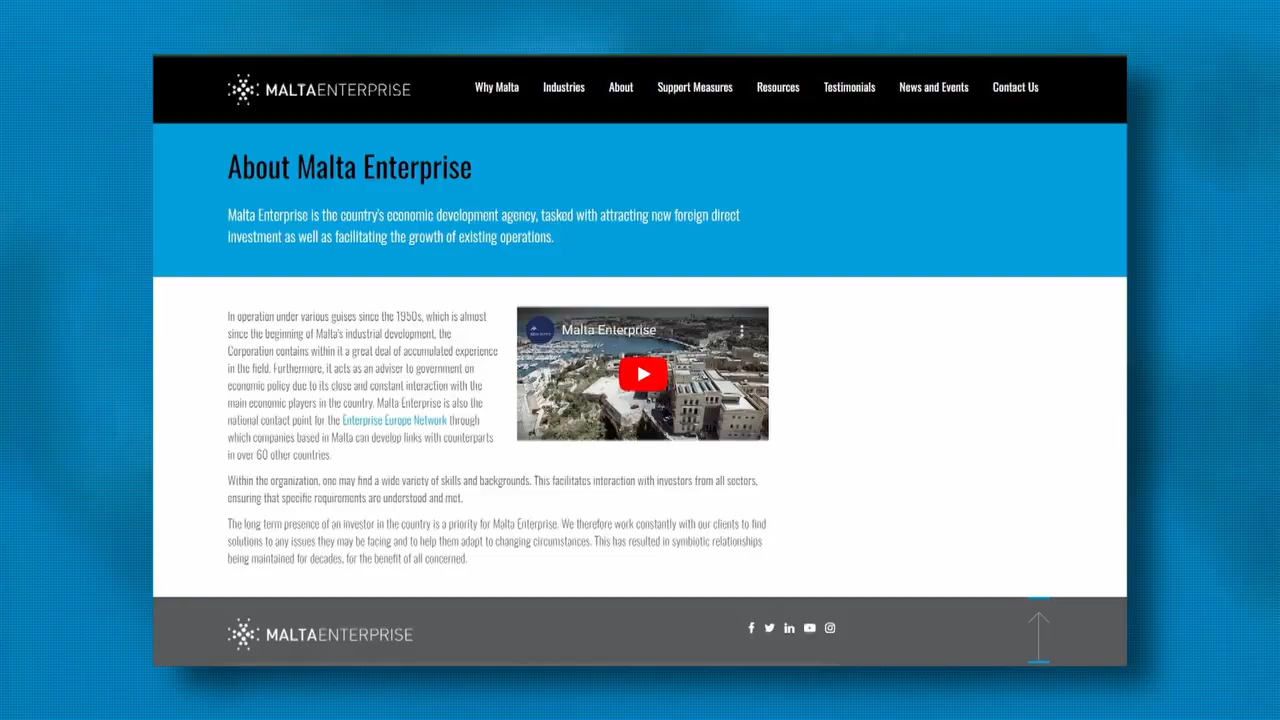 MALTAENTERPRISE
Why Malta Industries About Support Measures Resources Testimonials News and Events Contact Us
About Malta Enterprise
Malta Enterprise is the country's economic development agency, tasked with attracting new foreign direct
investment as well as facilitating the growth of existing operations.
In operation under various guises since the 1950s, which is almost
since the beginning of Malta's industrial development, the
Corporation contains within it a great deal of accumulated experience
in the field. Furthermore, it acts as an adviser to government on
economic policy due to its close and constant interaction with the
main economic players in the country. Malta Enterprise is also the
national contact point for the Enterprise Europe Network through
which companies based in Malta can develop links with counterparts
in over 60 other countries.
Malta Enterprise
Within the organization, one may find a wide variety of skills and backgrounds. This facilitates interaction with investors from all sectors,
ensuring that specific requirements are understood and met.
The long term presence of an investor in the country is a priority for Malta Enterprise. We therefore work constantly with our clients to find
solutions to any issues they may be facing and to help them adapt to changing circumstances. This has resulted in symbiotic relationships
being maintained for decades, for the benefit of all concerned.
MALTAENTERPRISE